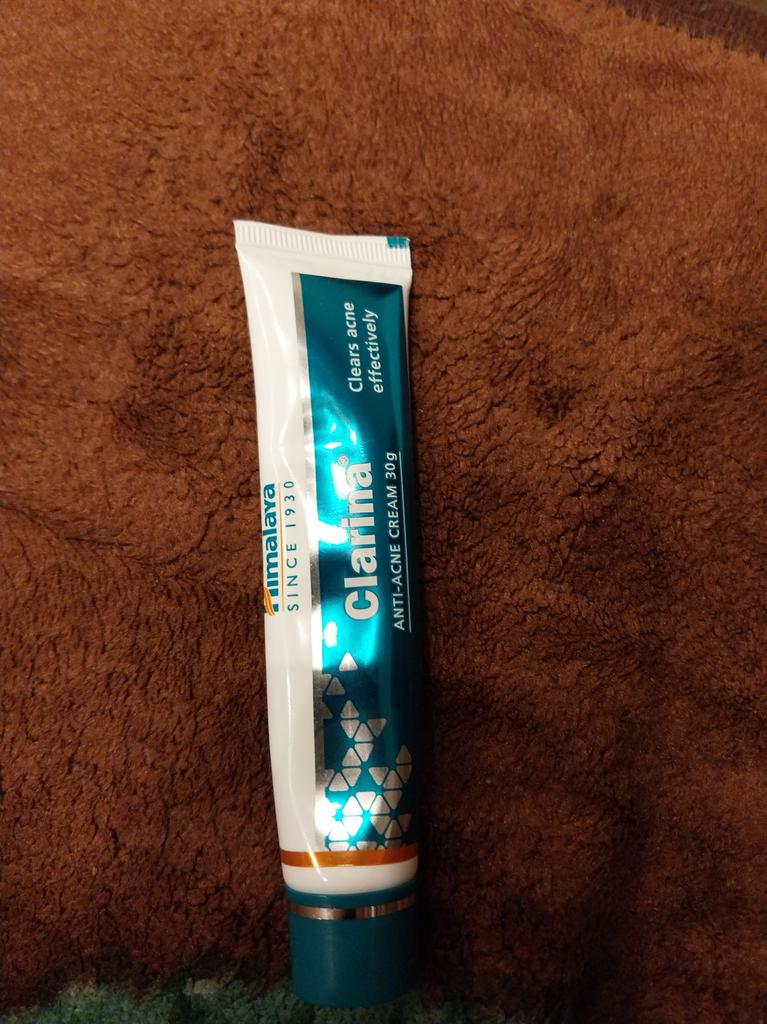 Himalaya
SINCE 1930
Clarina®
ANTI-ACNE CREAM 30g
Clears acne
effectively